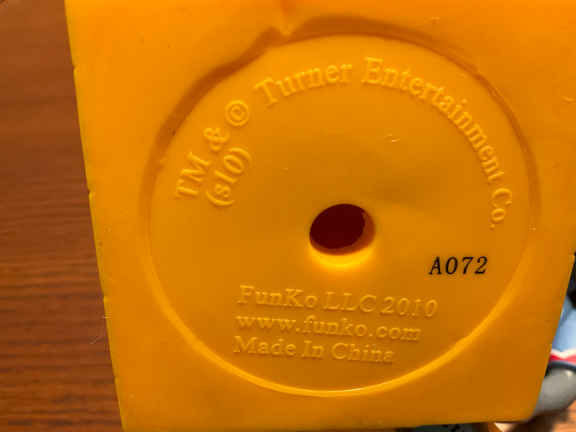 TM & © Turner Entertainment Co.
(s10)
A072
FunKo LLC 2010
www.funko.com
Made In China